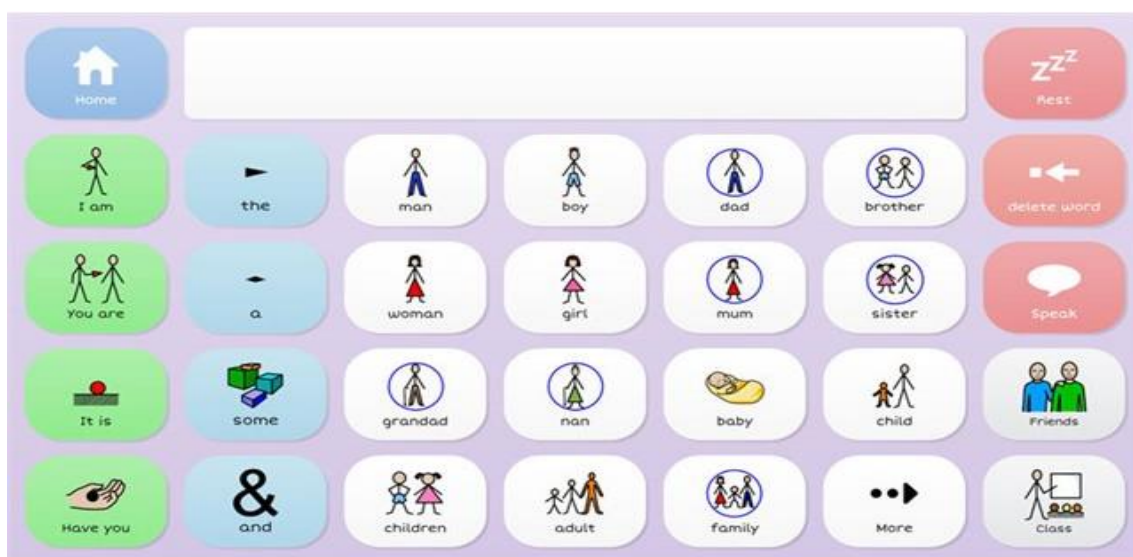 Home
zzz
Rest
I am
the
man
boy
dad
brother
delete word
You are
a
woman
girl
mum
sister
Speak
It is
some
grandad
nan
baby
child
Friends
Have you
&
and
children
adult
family
More
Class